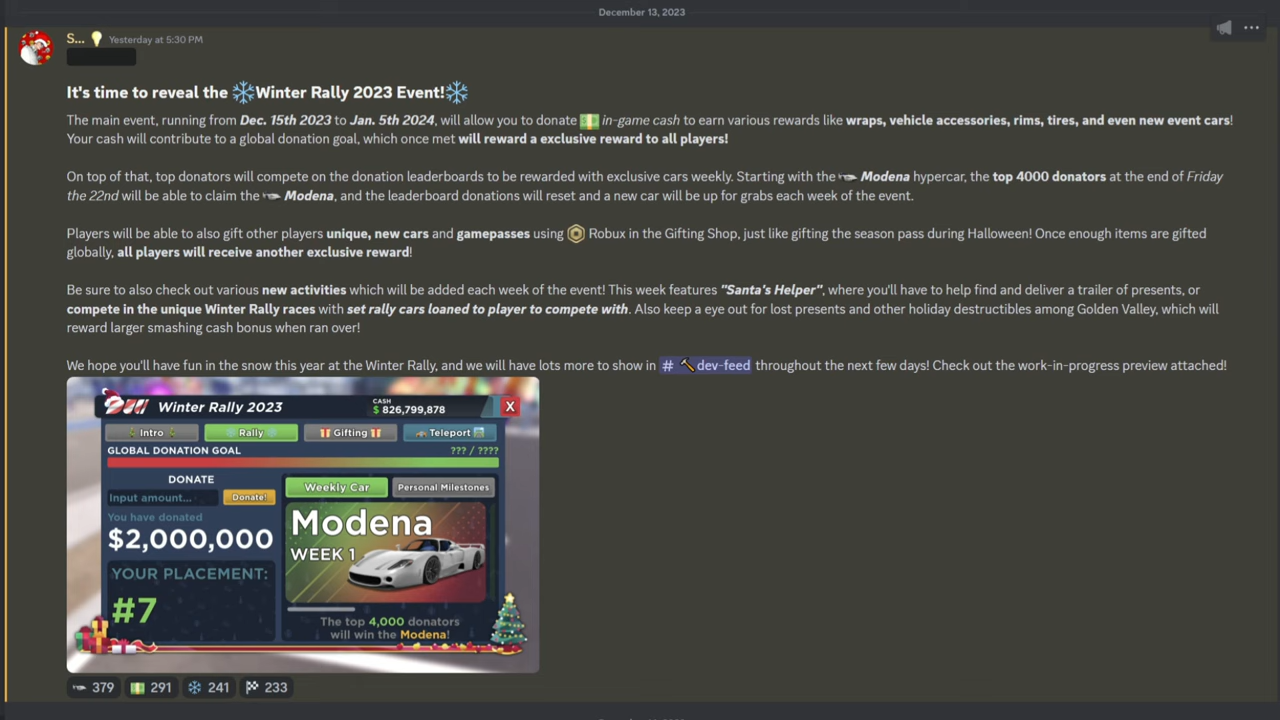 December 13, 2023
S... Yesterday at 5:30 PM
It's time to reveal the ❄Winter Rally 2023 Event!❄
The main event, running from Dec. 15th 2023 to Jan. 5th 2024, will allow you to donate 💵 in-game cash to earn various rewards like wraps, vehicle accessories, rims, tires, and even new event cars!
Your cash will contribute to a global donation goal, which once met will reward a exclusive reward to all players!
On top of that, top donators will compete on the donation leaderboards to be rewarded with exclusive cars weekly. Starting with the Modena hypercar, the top 4000 donators at the end of Friday
the 22nd will be able to claim the Modena, and the leaderboard donations will reset and a new car will be up for grabs each week of the event.
Players will be able to also gift other players unique, new cars and gamepasses using Robux in the Gifting Shop, just like gifting the season pass during Halloween! Once enough items are gifted
globally, all players will receive another exclusive reward!
Be sure to also check out various new activities which will be added each week of the event! This week features "Santa's Helper", where you'll have to help find and deliver a trailer of presents, or
compete in the unique Winter Rally races with set rally cars loaned to player to compete with. Also keep a eye out for lost presents and other holiday destructibles among Golden Valley, which will
reward larger smashing cash bonus when ran over!
We hope you'll have fun in the snow this year at the Winter Rally, and we will have lots more to show in # 🔨 dev-feed throughout the next few days! Check out the work-in-progress preview attached!
Winter Rally 2023
CASH
$ 826,799,878
X
Intro
Rally
Gifting
Teleport
GLOBAL DONATION GOAL
??? / ????
DONATE
Input amount...
Donate!
You have donated
$2,000,000
YOUR PLACEMENT:
#7
Weekly Car
Personal Milestones
Modena
WEEK 1
The top 4,000 donators
will win the Modena!
379
291
241
233